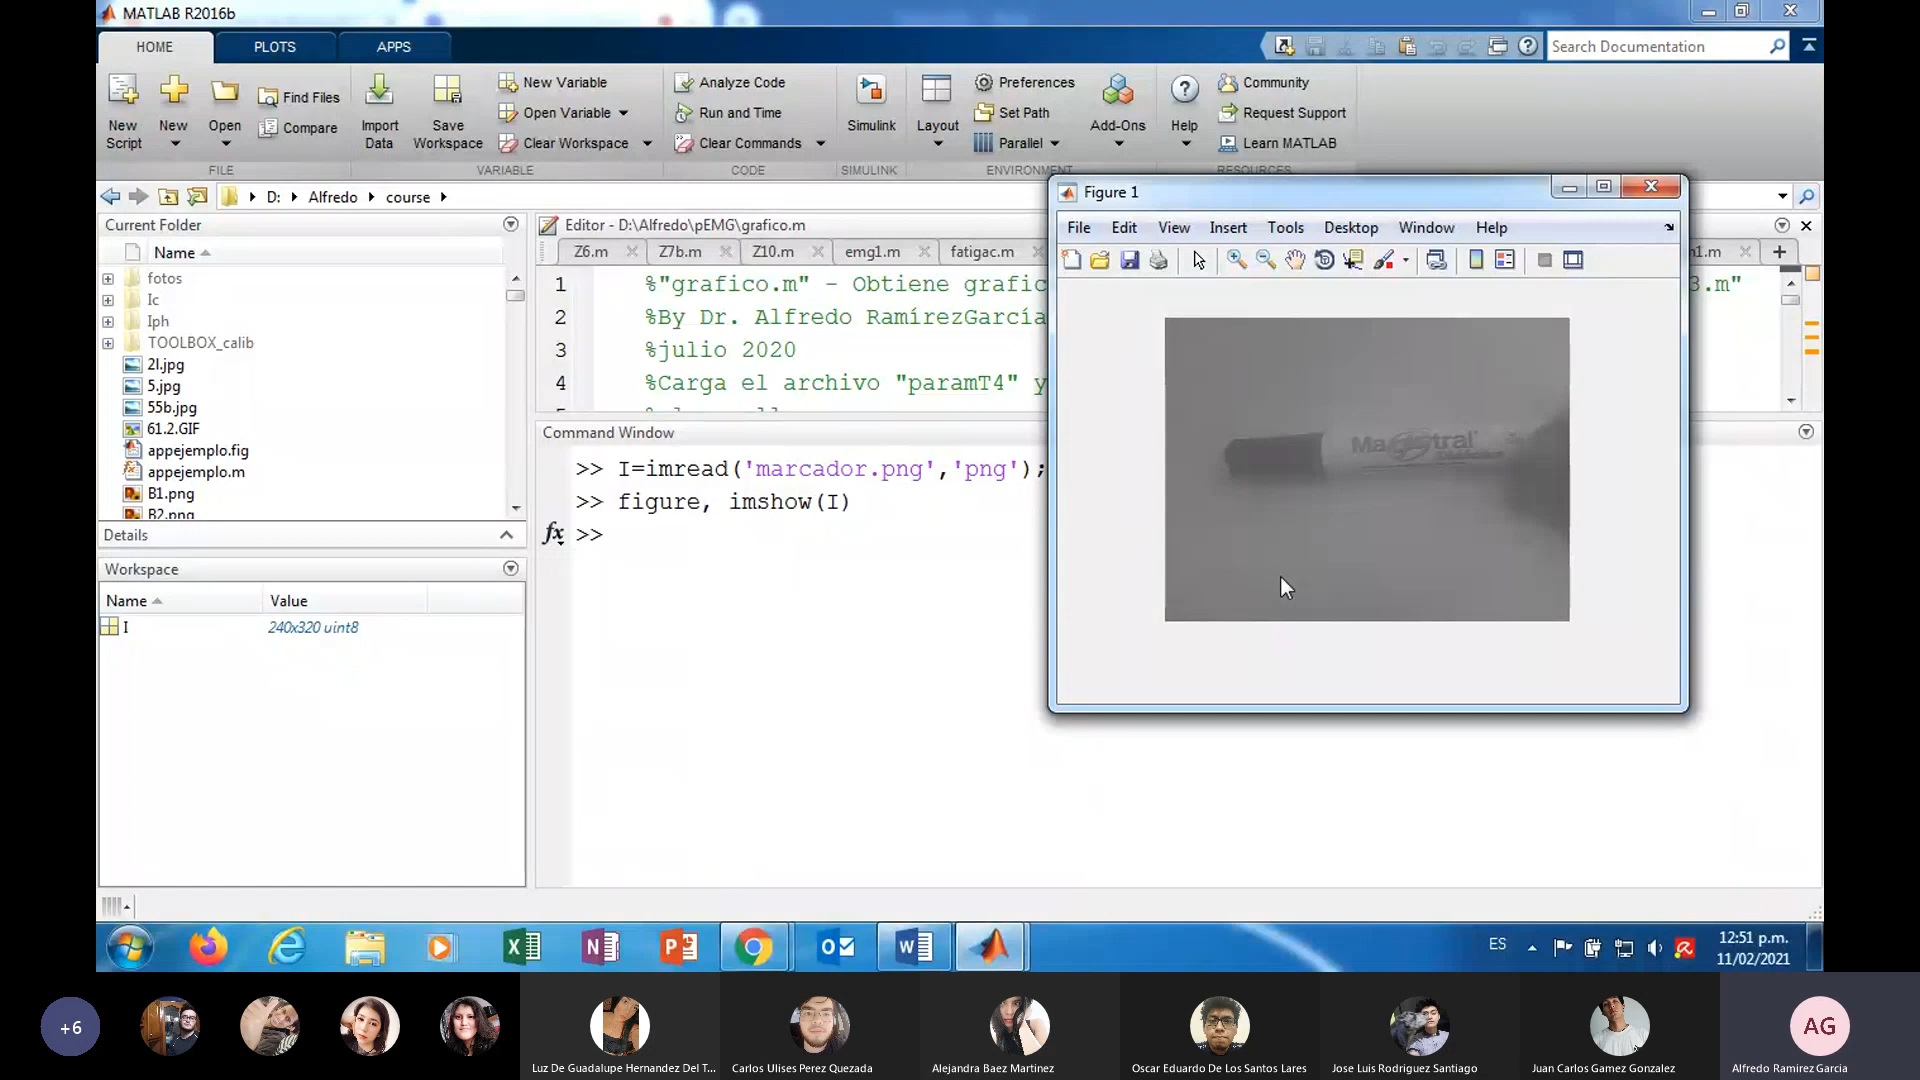 MATLAB R2016b
HOME
PLOTS
APPS
Search Documentation
New Script
New
Open
Find Files
Compare
Import Data
Save Workspace
New Variable
Open Variable
Clear Workspace
Analyze Code
Run and Time
Clear Commands
Simulink
Layout
Preferences
Set Path
Parallel
Add-Ons
Help
Community
Request Support
Learn MATLAB
FILE
VARIABLE
CODE
SIMULINK
ENVIRONMENT
RESOURCES
D: Alfredo course
Current Folder
Name
fotos
Ic
Iph
TOOLBOX_calib
2l.jpg
5.jpg
55b.jpg
61.2.GIF
appejemplo.fig
appejemplo.m
B1.png
B2.png
Details
Workspace
Name Value
I 240x320 uint8
Editor - D:\Alfredo\pEMG\grafico.m
Z6.m Z7b.m Z10.m emg1.m fatigac.m
1 %"grafico.m" - Obtiene grafic
2 %By Dr. Alfredo RamírezGarcía
3 %julio 2020
4 %Carga el archivo "paramT4" y
Command Window
>> I=imread('marcador.png','png');
>> figure, imshow(I)
fx >>
Figure 1
File Edit View Insert Tools Desktop Window Help
Magistral
ES
12:51 p.m.
11/02/2021
+6
Luz De Guadalupe Hernandez Del T...
Carlos Ulises Perez Quezada
Alejandra Baez Martinez
Oscar Eduardo De Los Santos Lares
Jose Luis Rodriguez Santiago
Juan Carlos Gamez Gonzalez
AG
Alfredo Ramirez Garcia